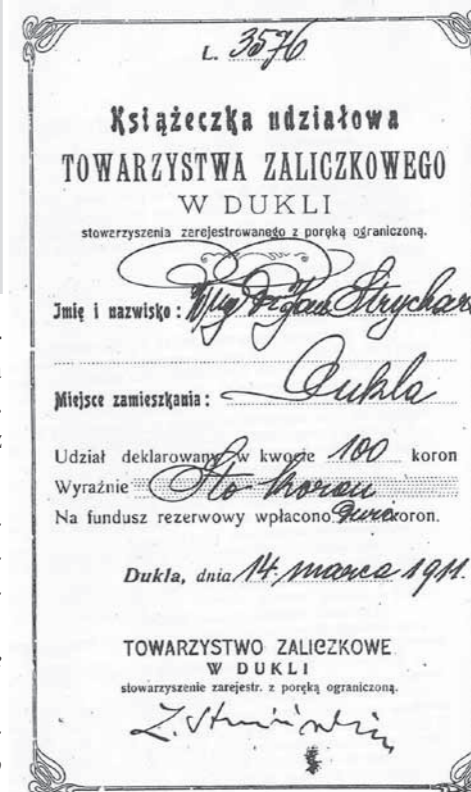 L. 3576
Książeczka udziałowa
TOWARZYSTWA ZALICZKOWEGO
W DUKLI
stowarzyszenia zarejestrowanego z poręką ograniczoną.
Imię i nazwisko : Dr Jan Strychar
Miejsce zamieszkania : Dukla
Udział deklarowany w kwocie 100 koron
Wyraźnie Sto koron
Na fundusz rezerwowy wpłacono koron.
Dukla, dnia 14. marca 1911.
TOWARZYSTWO ZALICZKOWE
W DUKLI
stowarzyszenie zarejestr. z poręką ograniczoną.